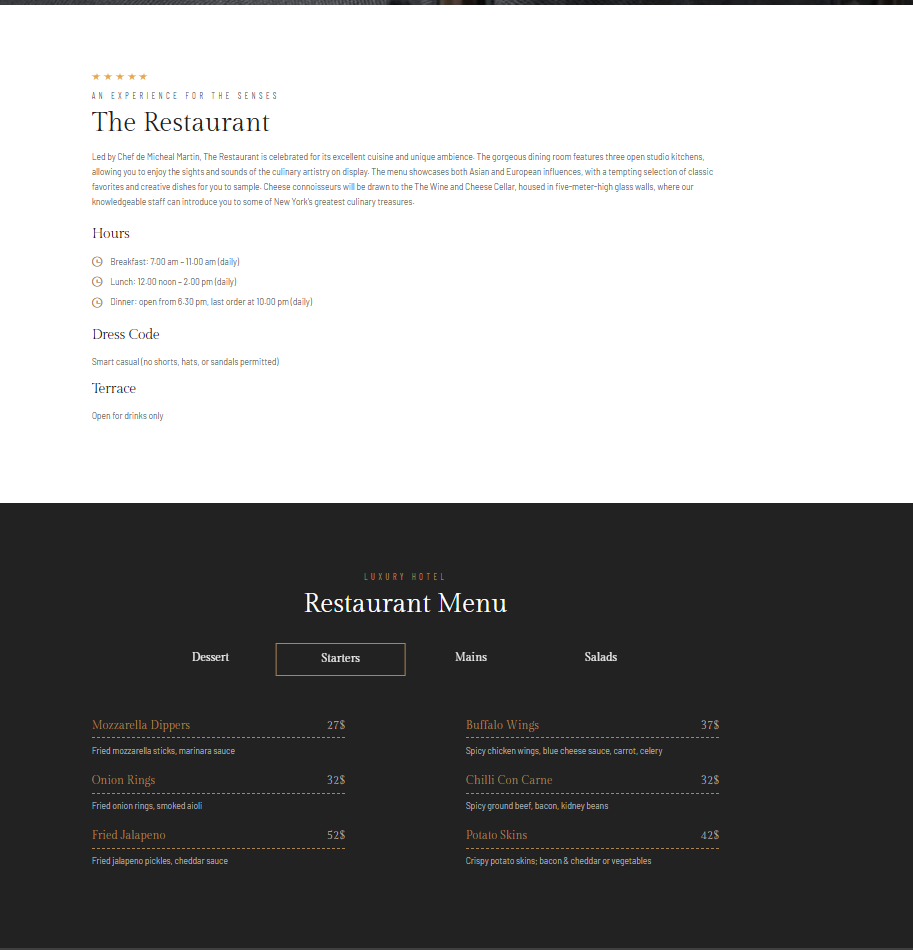 AN EXPERIENCE FOR THE SENSES
The Restaurant
Led by Chef de Micheal Martin, The Restaurant is celebrated for its excellent cuisine and unique ambience. The gorgeous dining room features three open studio kitchens,
allowing you to enjoy the sights and sounds of the culinary artistry on display. The menu showcases both Asian and European influences, with a tempting selection of classic
favorites and creative dishes for you to sample. Cheese connoisseurs will be drawn to the The Wine and Cheese Cellar, housed in five-meter-high glass walls, where our
knowledgeable staff can introduce you to some of New York's greatest culinary treasures.
Hours
Breakfast: 7.00 am – 11.00 am (daily)
Lunch: 12.00 noon – 2.00 pm (daily)
Dinner: open from 6.30 pm, last order at 10.00 pm (daily)
Dress Code
Smart casual (no shorts, hats, or sandals permitted)
Terrace
Open for drinks only
LUXURY HOTEL
Restaurant Menu
Dessert Starters Mains Salads
Mozzarella Dippers 27$
Fried mozzarella sticks, marinara sauce
Onion Rings 32$
Fried onion rings, smoked aioli
Fried Jalapeno 52$
Fried jalapeno pickles, cheddar sauce
Buffalo Wings 37$
Spicy chicken wings, blue cheese sauce, carrot, celery
Chilli Con Carne 32$
Spicy ground beef, bacon, kidney beans
Potato Skins 42$
Crispy potato skins; bacon & cheddar or vegetables